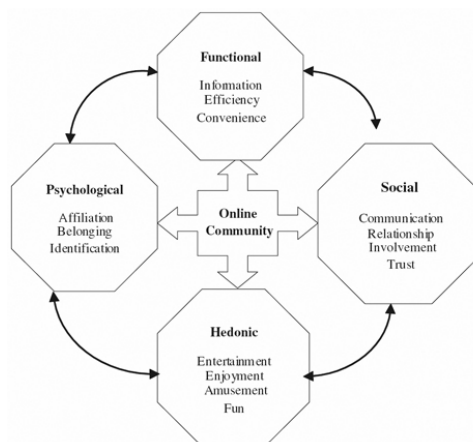 Functional
Information
Efficiency
Convenience
Psychological
Affiliation
Belonging
Identification
Online
Community
Social
Communication
Relationship
Involvement
Trust
Hedonic
Entertainment
Enjoyment
Amusement
Fun